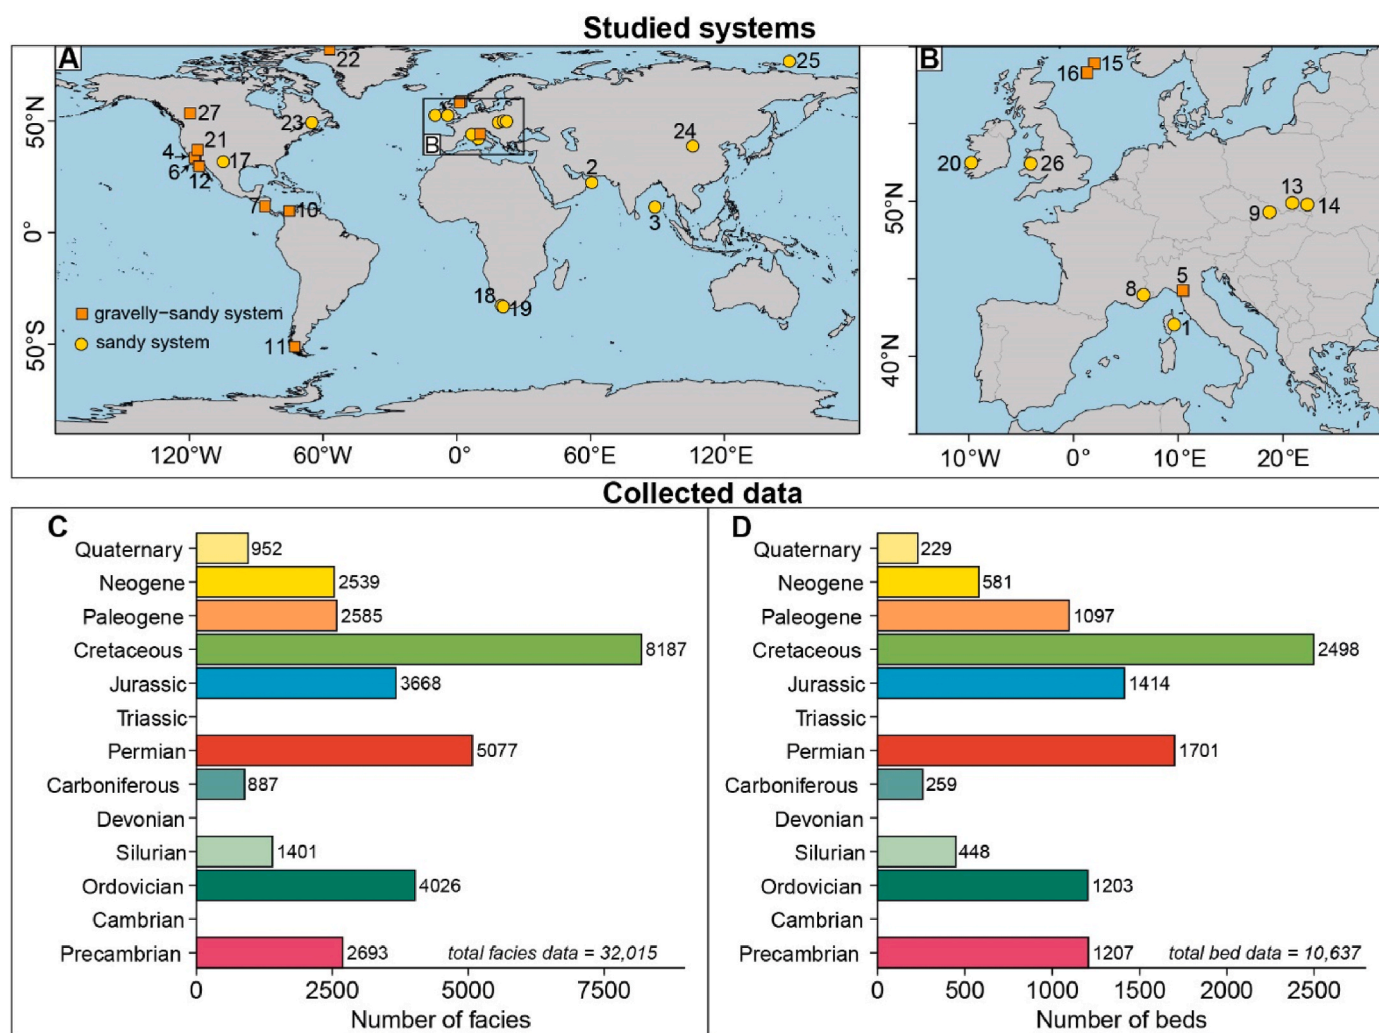 Studied systems
A
22
25
50°N
27
23
21
4
17
6
12
B
24
2
7
10
3
0°
18
19
gravelly–sandy system
sandy system
11
50°S
120°W
60°W
0°
60°E
120°E
B
15
16
20
26
50°N
13
9
14
5
8
1
40°N
10°W
0°
10°E
20°E
Collected data
C
Quaternary
952
Neogene
2539
Paleogene
2585
Cretaceous
8187
Jurassic
3668
Triassic
Permian
5077
Carboniferous
887
Devonian
Silurian
1401
Ordovician
4026
Cambrian
Precambrian
2693
total facies data = 32,015
0
2500
5000
7500
Number of facies
D
Quaternary
229
Neogene
581
Paleogene
1097
Cretaceous
2498
Jurassic
1414
Triassic
Permian
1701
Carboniferous
259
Devonian
Silurian
448
Ordovician
1203
Cambrian
Precambrian
1207
total bed data = 10,637
0
500
1000
1500
2000
2500
Number of beds